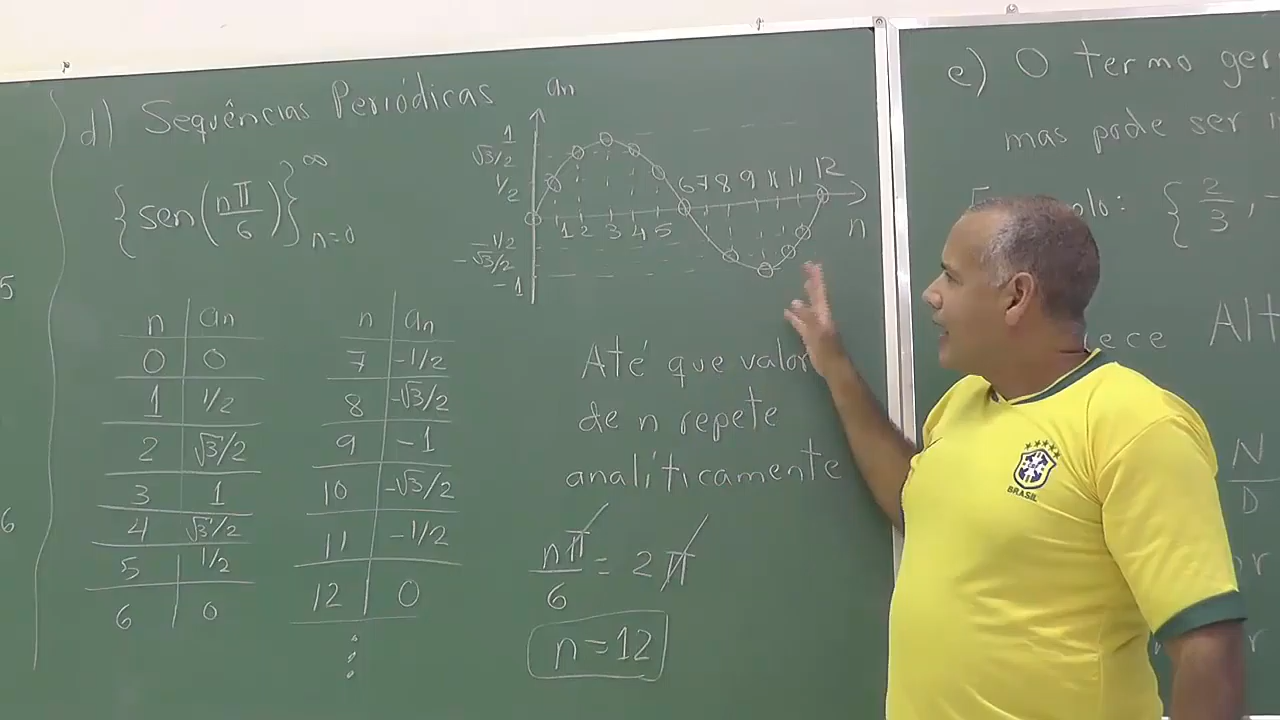 d) Sequências Periódicas
{sen(nπ/6)}∞ n=0
an
1
√3/2
1/2
-1/2
-√3/2
-1
1 2 3 4 5 6 7 8 9 10 11 12
n
n an
0 0
1 1/2
2 √3/2
3 1
4 √3/2
5 1/2
6 0
n an
7 -1/2
8 -√3/2
9 -1
10 -√3/2
11 -1/2
12 0
Até que valor
de n repete
analíticamente
nπ/6 = 2π
n=12
5
6
e) O termo ger
mas pode ser i
lo: {2/3, -
ece Alt
N
D
r
r
BRASIL